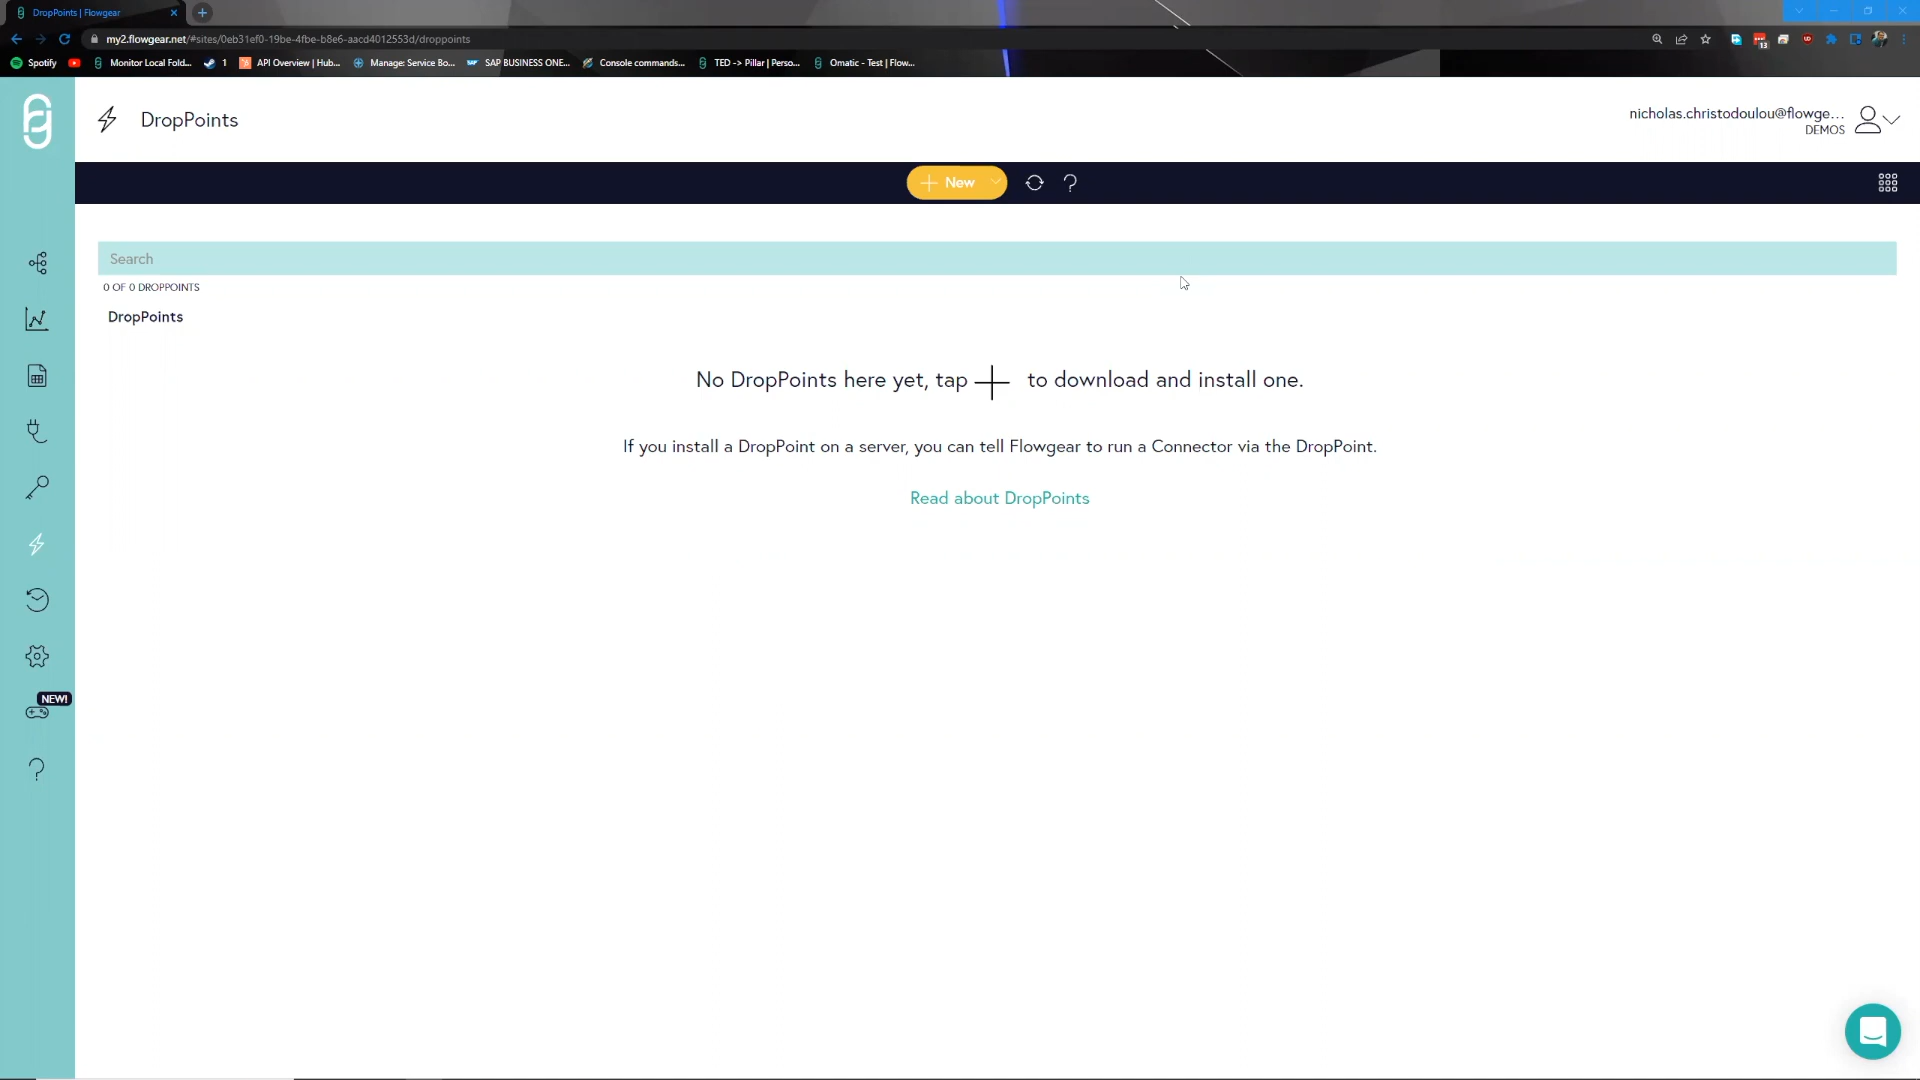 DropPoints | Flowgear
my2.flowgear.net/#sites/0eb31ef0-19be-4fbe-b8e6-aacd4012553d/droppoints
13
Spotify
Monitor Local Fold...
1
API Overview | Hub...
Manage: Service Bo...
SAP BUSINESS ONE...
Console commands...
TED -> Pillar | Perso...
Omatic - Test | Flow...
DropPoints
nicholas.christodoulou@flowge...
DEMOS
New
Search
0 OF 0 DROPPOINTS
DropPoints
No DropPoints here yet, tap + to download and install one.
If you install a DropPoint on a server, you can tell Flowgear to run a Connector via the DropPoint.
Read about DropPoints
NEW!